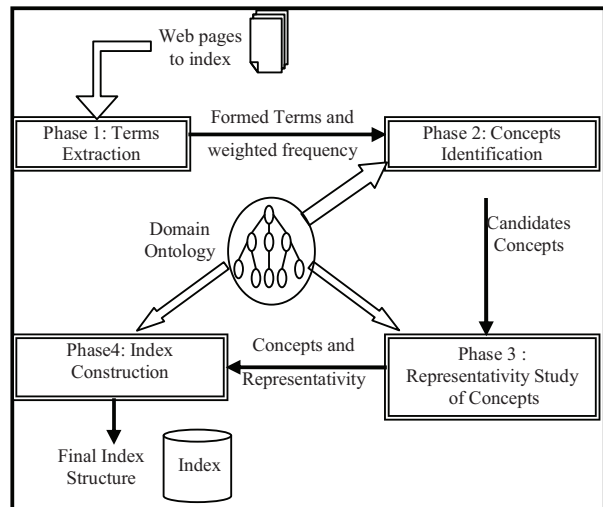 Web pages
to index
Phase 1: Terms
Extraction
Formed Terms and
weighted frequency
Phase 2: Concepts
Identification
Domain
Ontology
Candidates
Concepts
Phase4: Index
Construction
Concepts and
Representativity
Phase 3 :
Representativity Study
of Concepts
Final Index
Structure
Index